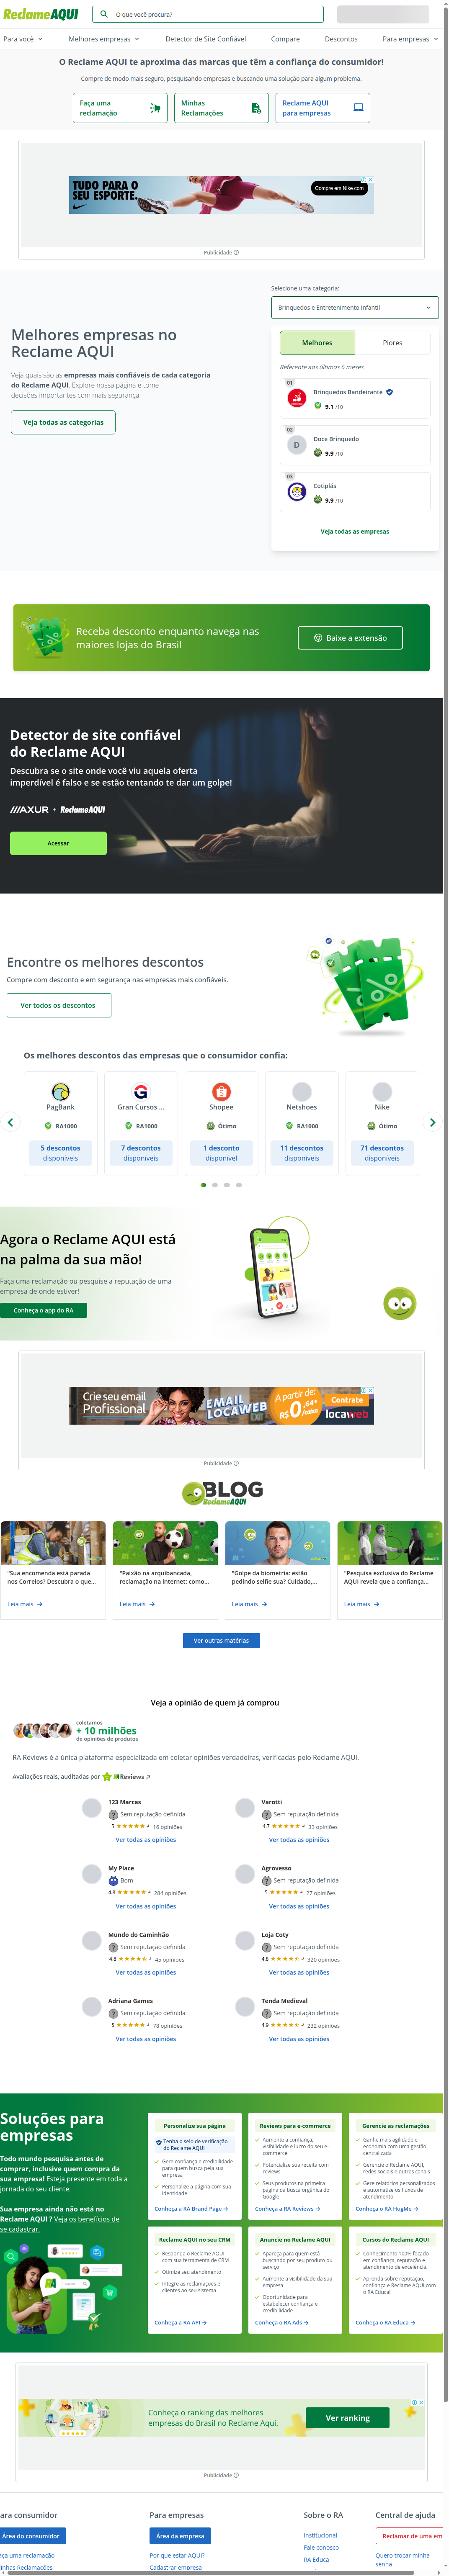 ReclameAQUI
O que você procura?
Para você
Melhores empresas
Detector de Site Confiável
Compare
Descontos
Para empresas
O Reclame AQUI te aproxima das marcas que têm a confiança do consumidor!
Compre de modo mais seguro, pesquisando empresas e buscando uma solução para algum problema.
Faça uma
reclamação
Minhas
Reclamações
Reclame AQUI
para empresas
TUDO PARA O
SEU ESPORTE.
Compre em Nike.com
Publicidade
Selecione uma categoria:
Brinquedos e Entretenimento Infantil
Melhores empresas no
Reclame AQUI
Veja quais são as empresas mais confiáveis de cada categoria
do Reclame AQUI. Explore nossa página e tome
decisões importantes com mais segurança.
Veja todas as categorias
Melhores
Piores
Referente aos últimos 6 meses
01
Brinquedos Bandeirante
9.1 /10
02
D
Doce Brinquedo
9.9 /10
03
Cotiplás
9.9 /10
Veja todas as empresas
Receba desconto enquanto navega nas
maiores lojas do Brasil
Baixe a extensão
Detector de site confiável
do Reclame AQUI
Descubra se o site onde você viu aquela oferta
imperdível é falso e se estão tentando te dar um golpe!
///AXUR + ReclameAQUI
Acessar
Encontre os melhores descontos
Compre com desconto e em segurança nas empresas mais confiáveis.
Ver todos os descontos
Os melhores descontos das empresas que o consumidor confia:
PagBank
RA1000
5 descontos
disponíveis
Gran Cursos ...
RA1000
7 descontos
disponíveis
Shopee
Ótimo
1 desconto
disponível
Netshoes
RA1000
11 descontos
disponíveis
Nike
Ótimo
71 descontos
disponíveis
Agora o Reclame AQUI está
na palma da sua mão!
Faça uma reclamação ou pesquise a reputação de uma
empresa de onde estiver!
Conheça o app do RA
Crie seu email
Profissional
EMAIL
LOCAWEB
A partir de:
R$0,64*
Contrate
locaweb
Publicidade
BLOG
ReclameAQUI
"Sua encomenda está parada
nos Correios? Descubra o que...
Leia mais
"Paixão na arquibancada,
reclamação na internet: como...
Leia mais
"Golpe da biometria: estão
pedindo selfie sua? Cuidado,...
Leia mais
"Pesquisa exclusiva do Reclame
AQUI revela que a confiança...
Leia mais
Ver outras matérias
Veja a opinião de quem já comprou
coletamos
+ 10 milhões
de opiniões de produtos
RA Reviews é a única plataforma especializada em coletar opiniões verdadeiras, verificadas pelo Reclame AQUI.
Avaliações reais, auditadas por Reviews
123 Marcas
Sem reputação definida
5 16 opiniões
Ver todas as opiniões
Varotti
Sem reputação definida
4.7 33 opiniões
Ver todas as opiniões
My Place
Bom
4.8 284 opiniões
Ver todas as opiniões
Agrovesso
Sem reputação definida
5 27 opiniões
Ver todas as opiniões
Mundo do Caminhão
Sem reputação definida
4.8 45 opiniões
Ver todas as opiniões
Loja Coty
Sem reputação definida
4.8 320 opiniões
Ver todas as opiniões
Adriana Games
Sem reputação definida
5 78 opiniões
Ver todas as opiniões
Tenda Medieval
Sem reputação definida
4.9 232 opiniões
Ver todas as opiniões
Soluções para
empresas
Todo mundo pesquisa antes de
comprar, inclusive quem compra da
sua empresa! Esteja presente em toda a
jornada do seu cliente.
Sua empresa ainda não está no
Reclame AQUI ? Veja os benefícios de
se cadastrar.
Personalize sua página
Tenha o selo de verificação
do Reclame AQUI
Gere confiança e credibilidade
para quem busca pela sua
empresa
Personalize a página com sua
identidade
Conheça a RA Brand Page
Reviews para e-commerce
Aumente a confiança,
visibilidade e lucro do seu e-
commerce
Potencialize sua receita com
reviews
Seus produtos na primeira
página da busca orgânica do
Google
Conheça a RA Reviews
Gerencie as reclamações
Ganhe mais agilidade e
economia com uma gestão
centralizada
Gerencie o Reclame AQUI,
redes sociais e outros canais
Gere relatórios personalizados
e automatize os fluxos de
atendimento
Conheça o RA HugMe
Reclame AQUI no seu CRM
Responda o Reclame AQUI
com sua ferramenta de CRM
Otimize seu atendimento
Integre as reclamações e
clientes ao seu sistema
Conheça a RA API
Anuncie no Reclame AQUI
Apareça para quem está
buscando por seu produto ou
serviço
Aumente a visibilidade da sua
empresa
Oportunidade para
estabelecer confiança e
credibilidade
Conheça o RA Ads
Cursos do Reclame AQUI
Conhecimento 100% focado
em confiança, reputação e
atendimento de excelência.
Aprenda sobre reputação,
confiança e Reclame AQUI com
o RA Educa!
Conheça o RA Educa
Conheça o ranking das melhores
empresas do Brasil no Reclame Aqui.
Ver ranking
Publicidade
ara consumidor
Área do consumidor
aça uma reclamação
inhas Reclamações
Para empresas
Área da empresa
Por que estar AQUI?
Cadastrar empresa
Sobre o RA
Institucional
Fale conosco
RA Educa
Central de ajuda
Reclamar de uma em
Quero trocar minha
senha